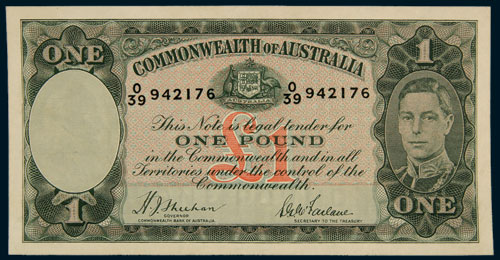 ONE
COMMONWEALTH OF AUSTRALIA
1
O/39 942176
AUSTRALIA
O/39 942176
This Note is legal tender for
ONE POUND
£1
in the Commonwealth and in all
Territories under the control of the
Commonwealth.
H.J. Sheehan
GOVERNOR
COMMONWEALTH BANK OF AUSTRALIA
SECRETARY TO THE TREASURY
1
ONE